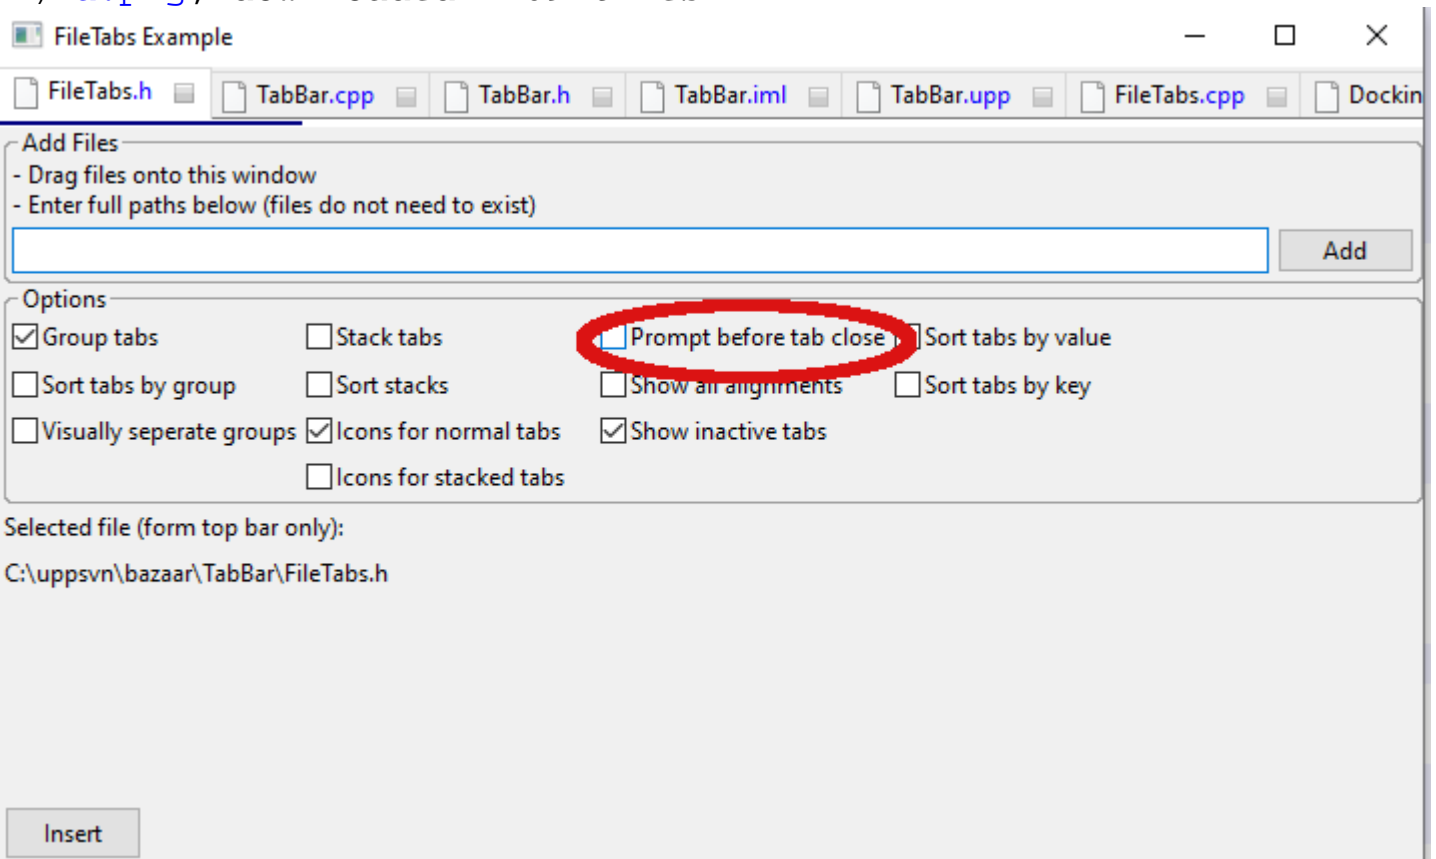 FileTabs Example
FileTabs.h TabBar.cpp TabBar.h TabBar.iml TabBar.upp FileTabs.cpp Dockin
Add Files
- Drag files onto this window
- Enter full paths below (files do not need to exist)
Add
Options
Group tabs Stack tabs Prompt before tab close Sort tabs by value
Sort tabs by group Sort stacks Show all alignments Sort tabs by key
Visually seperate groups Icons for normal tabs Show inactive tabs
Icons for stacked tabs
Selected file (form top bar only):
C:\uppsvn\bazaar\TabBar\FileTabs.h
Insert